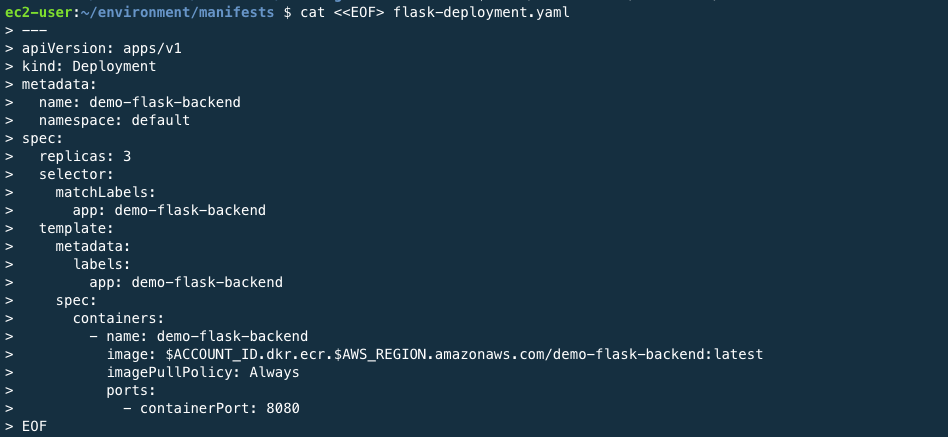 ec2-user:~/environment/manifests $ cat <<EOF> flask-deployment.yaml
> ---
> apiVersion: apps/v1
> kind: Deployment
> metadata:
>   name: demo-flask-backend
>   namespace: default
> spec:
>   replicas: 3
>   selector:
>     matchLabels:
>       app: demo-flask-backend
>   template:
>     metadata:
>       labels:
>         app: demo-flask-backend
>     spec:
>       containers:
>         - name: demo-flask-backend
>           image: $ACCOUNT_ID.dkr.ecr.$AWS_REGION.amazonaws.com/demo-flask-backend:latest
>           imagePullPolicy: Always
>           ports:
>             - containerPort: 8080
> EOF